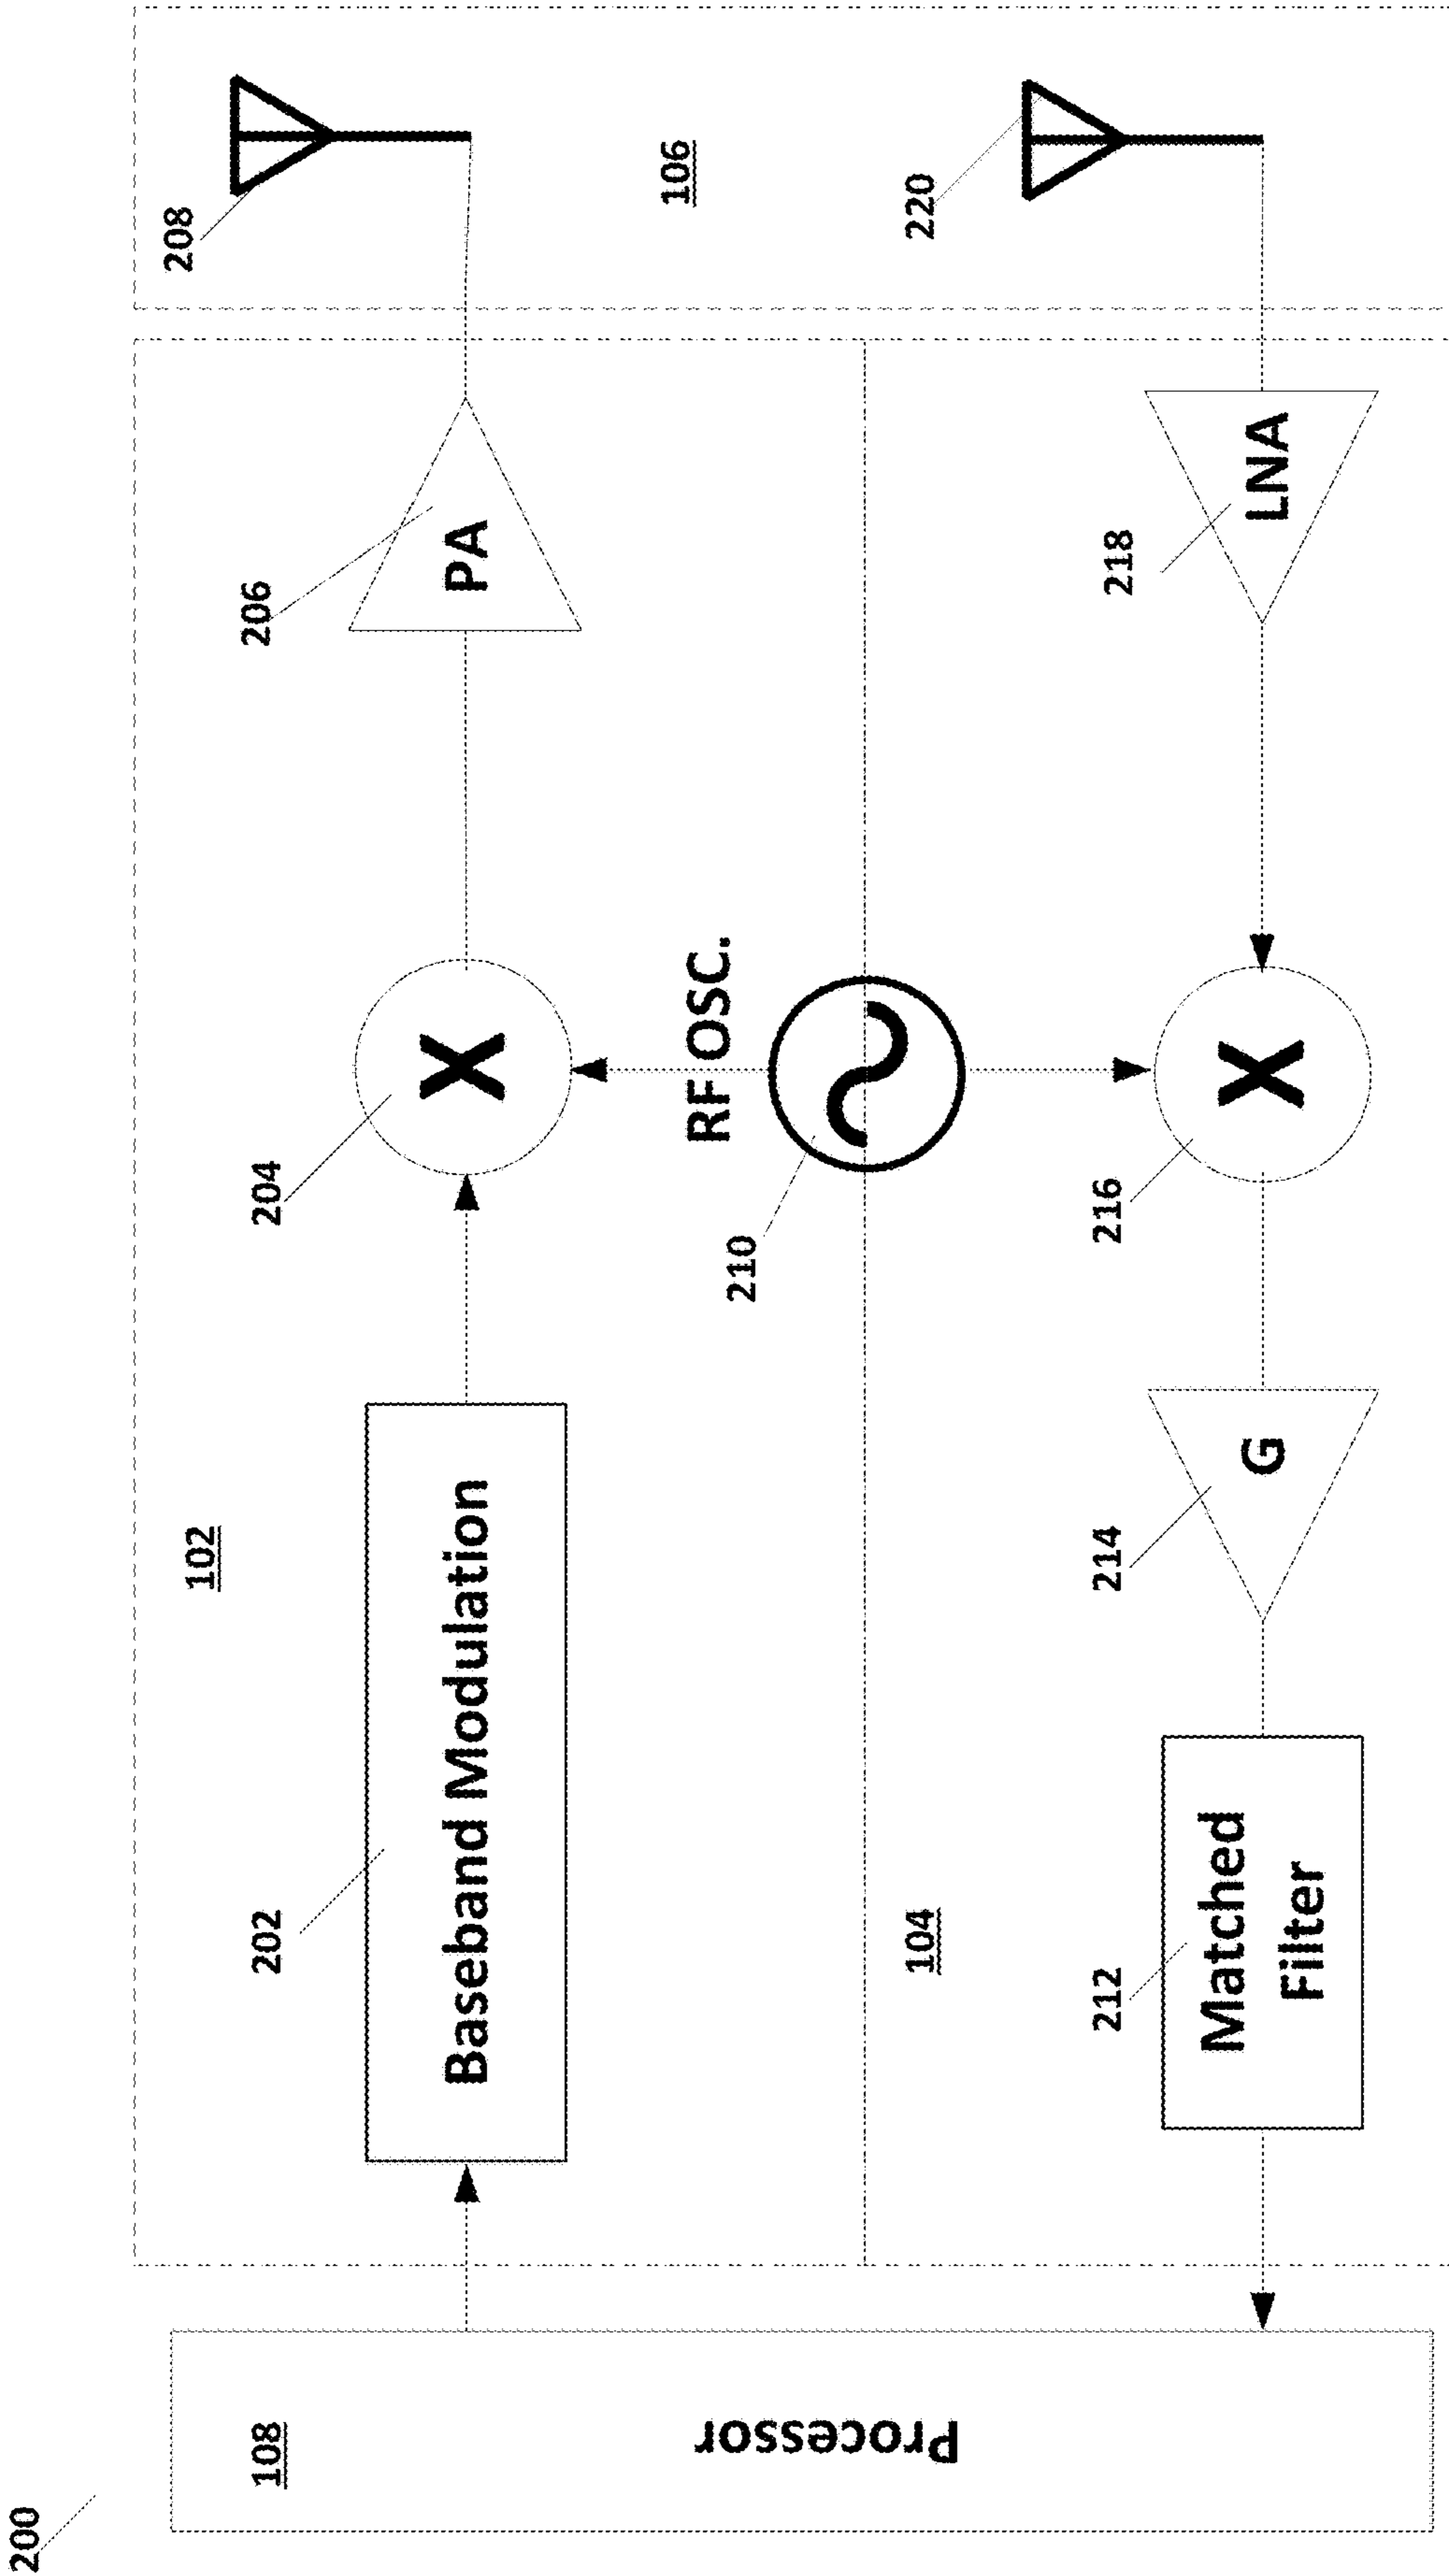 200
108
Processor
102
202
Baseband Modulation
204
X
206
PA
208
106
RF OSC.
210
104
212
Matched
Filter
214
G
216
X
218
LNA
220